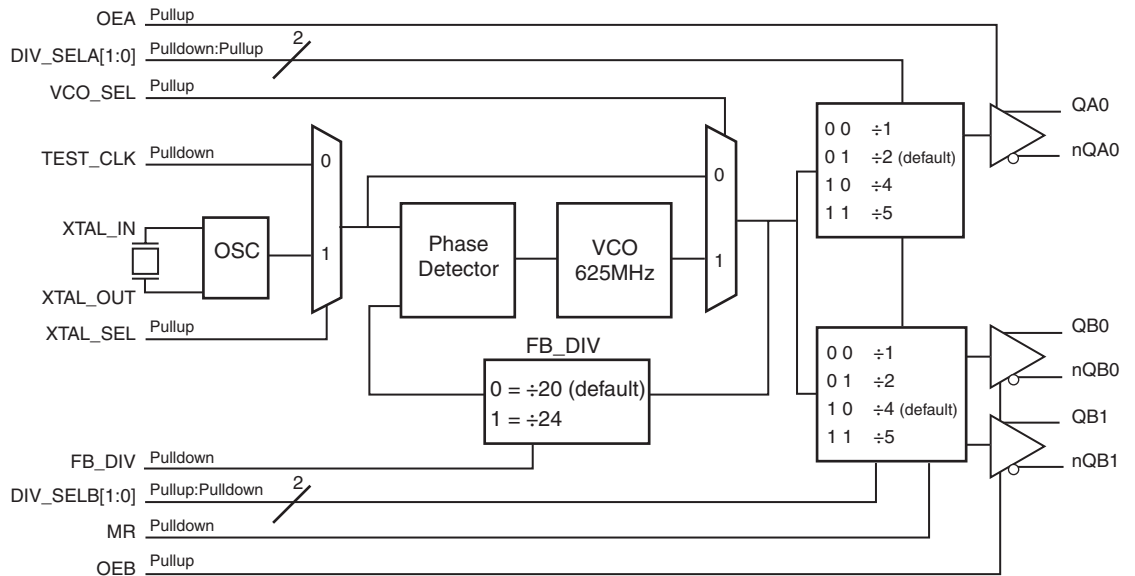 OEA Pullup
DIV_SELA[1:0] Pulldown:Pullup 2
VCO_SEL Pullup
TEST_CLK Pulldown
0
1
XTAL_IN
OSC
XTAL_OUT
XTAL_SEL Pullup
Phase
Detector
VCO
625MHz
0
1
FB_DIV
0 = ÷20 (default)
1 = ÷24
0 0 ÷1
0 1 ÷2 (default)
1 0 ÷4
1 1 ÷5
QA0
nQA0
0 0 ÷1
0 1 ÷2
1 0 ÷4 (default)
1 1 ÷5
QB0
nQB0
QB1
nQB1
FB_DIV Pulldown
DIV_SELB[1:0] Pullup:Pulldown 2
MR Pulldown
OEB Pullup